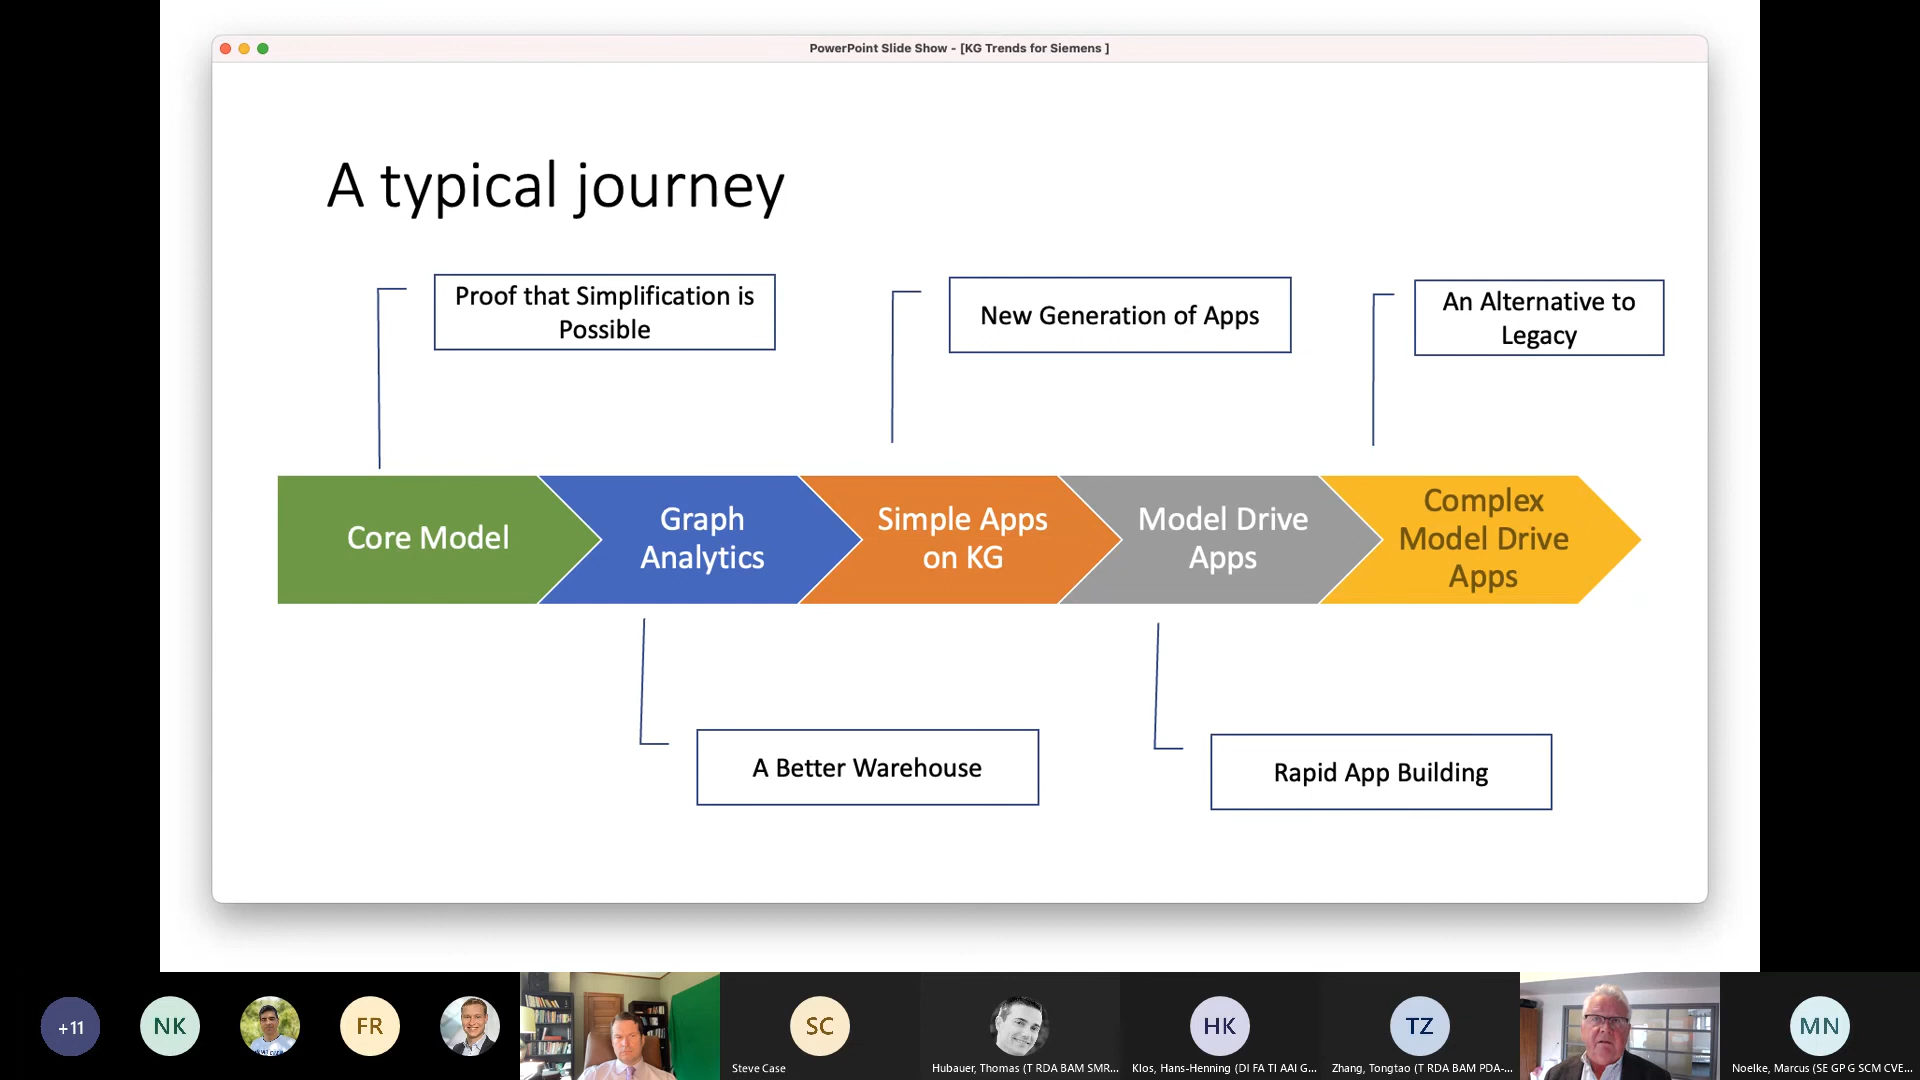 PowerPoint Slide Show - [KG Trends for Siemens ]
A typical journey
Proof that Simplification is
Possible
New Generation of Apps
An Alternative to
Legacy
Core Model
Graph
Analytics
Simple Apps
on KG
Model Drive
Apps
Complex
Model Drive
Apps
A Better Warehouse
Rapid App Building
+11
NK
FR
SC
HK
TZ
MN
Steve Case
Hubauer, Thomas (T RDA BAM SMR...
Klos, Hans-Henning (DI FA TI AAI G...
Zhang, Tongtao (T RDA BAM PDA-...
Noelke, Marcus (SE GP G SCM CVE...